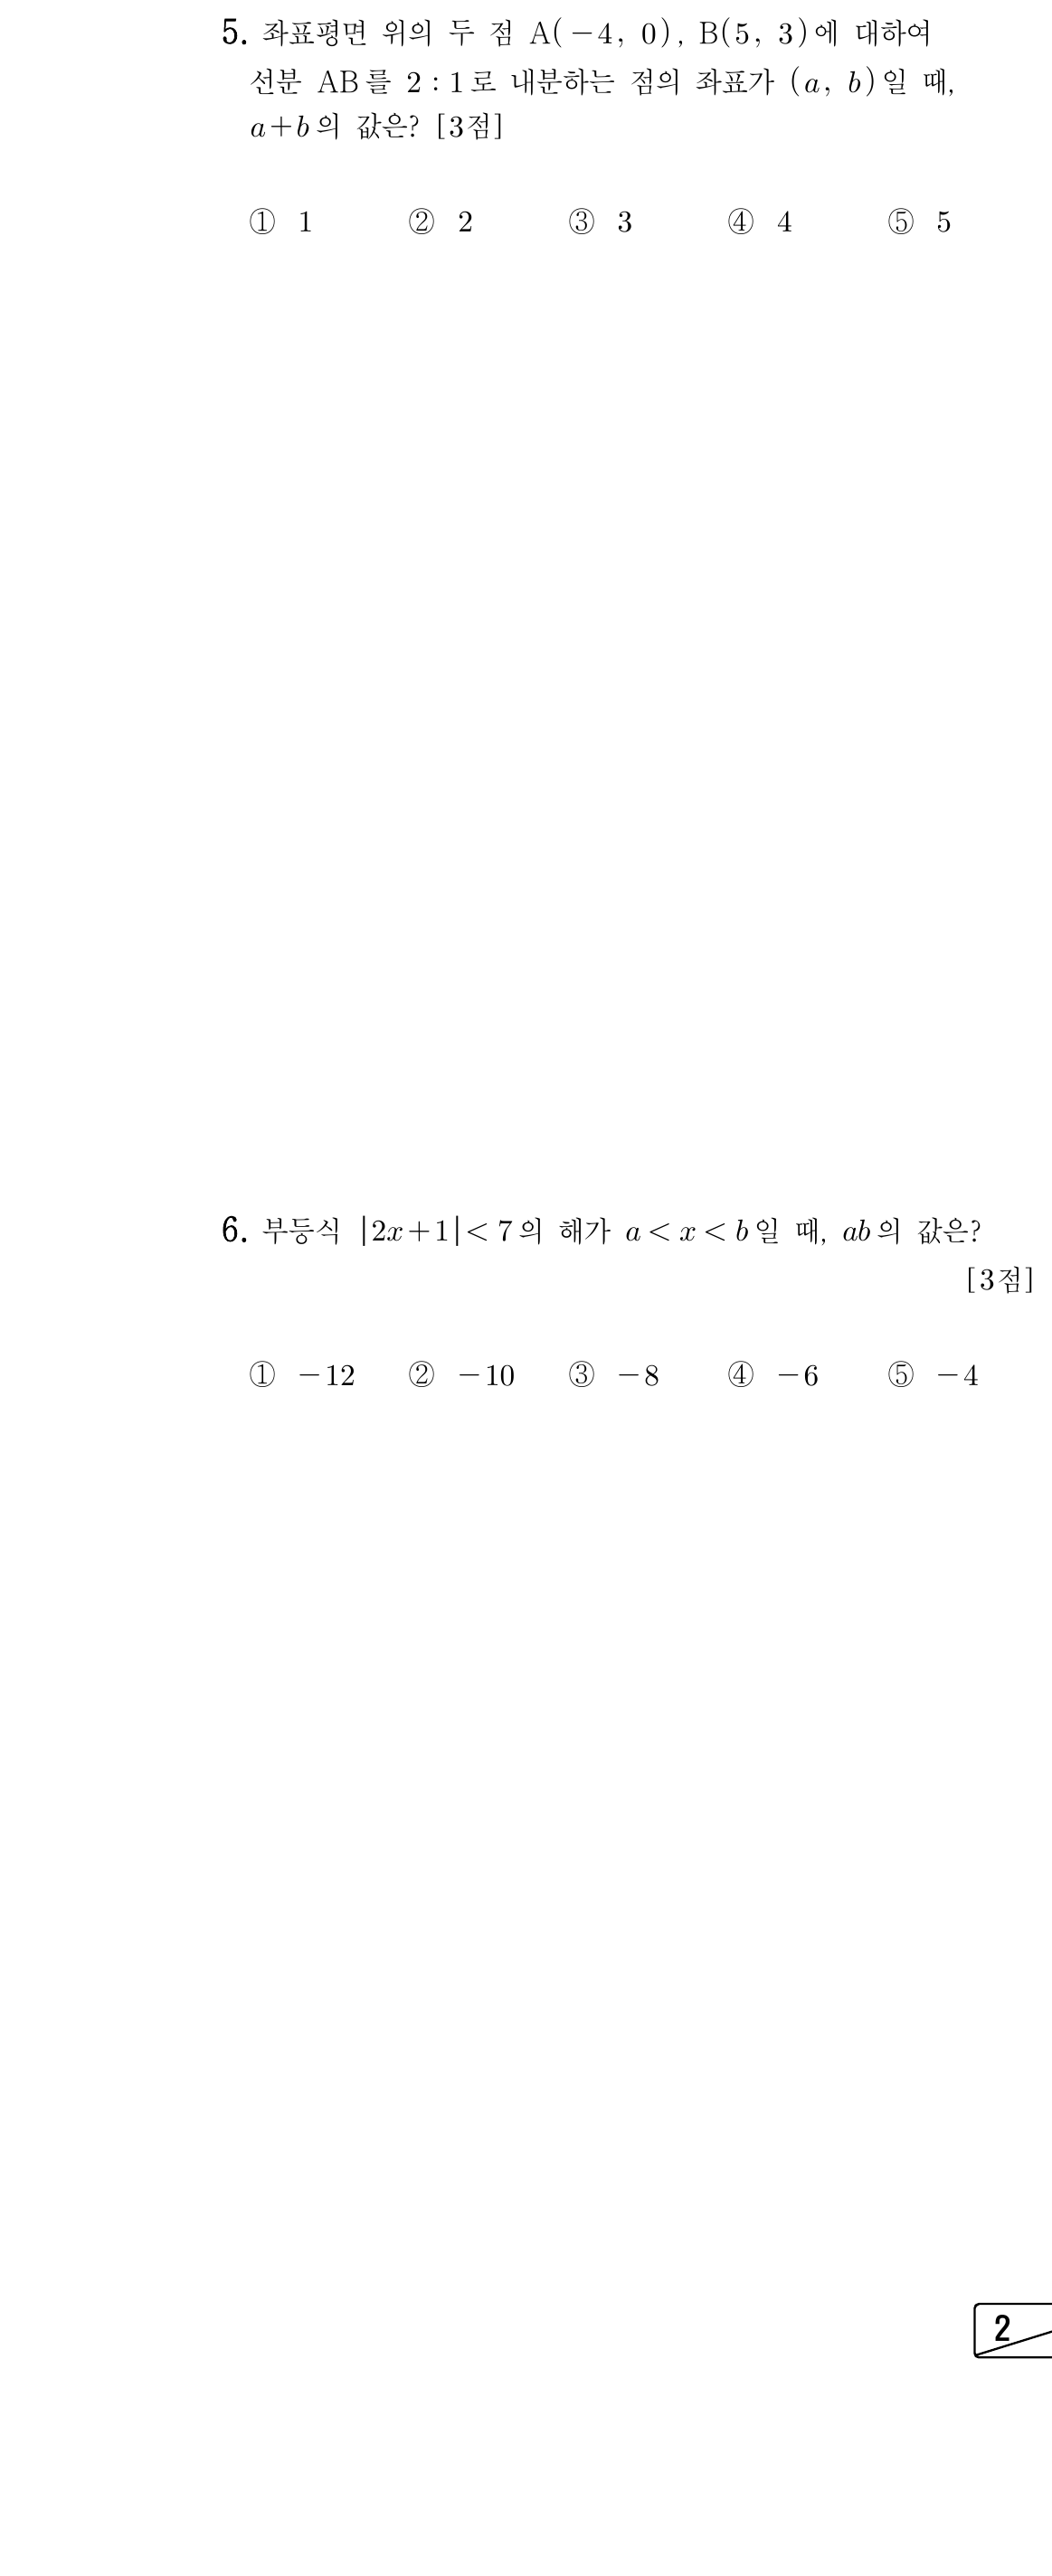 5. 좌표평면 위의 두 점 A(-4, 0), B(5, 3)에 대하여
선분 AB를 2 : 1로 내분하는 점의 좌표가 (a, b)일 때,
a+b의 값은? [3점]
① 1 ② 2 ③ 3 ④ 4 ⑤ 5
6. 부등식 |2x+1|< 7의 해가 a < x < b일 때, ab의 값은?
[3점]
① -12 ② -10 ③ -8 ④ -6 ⑤ -4
2